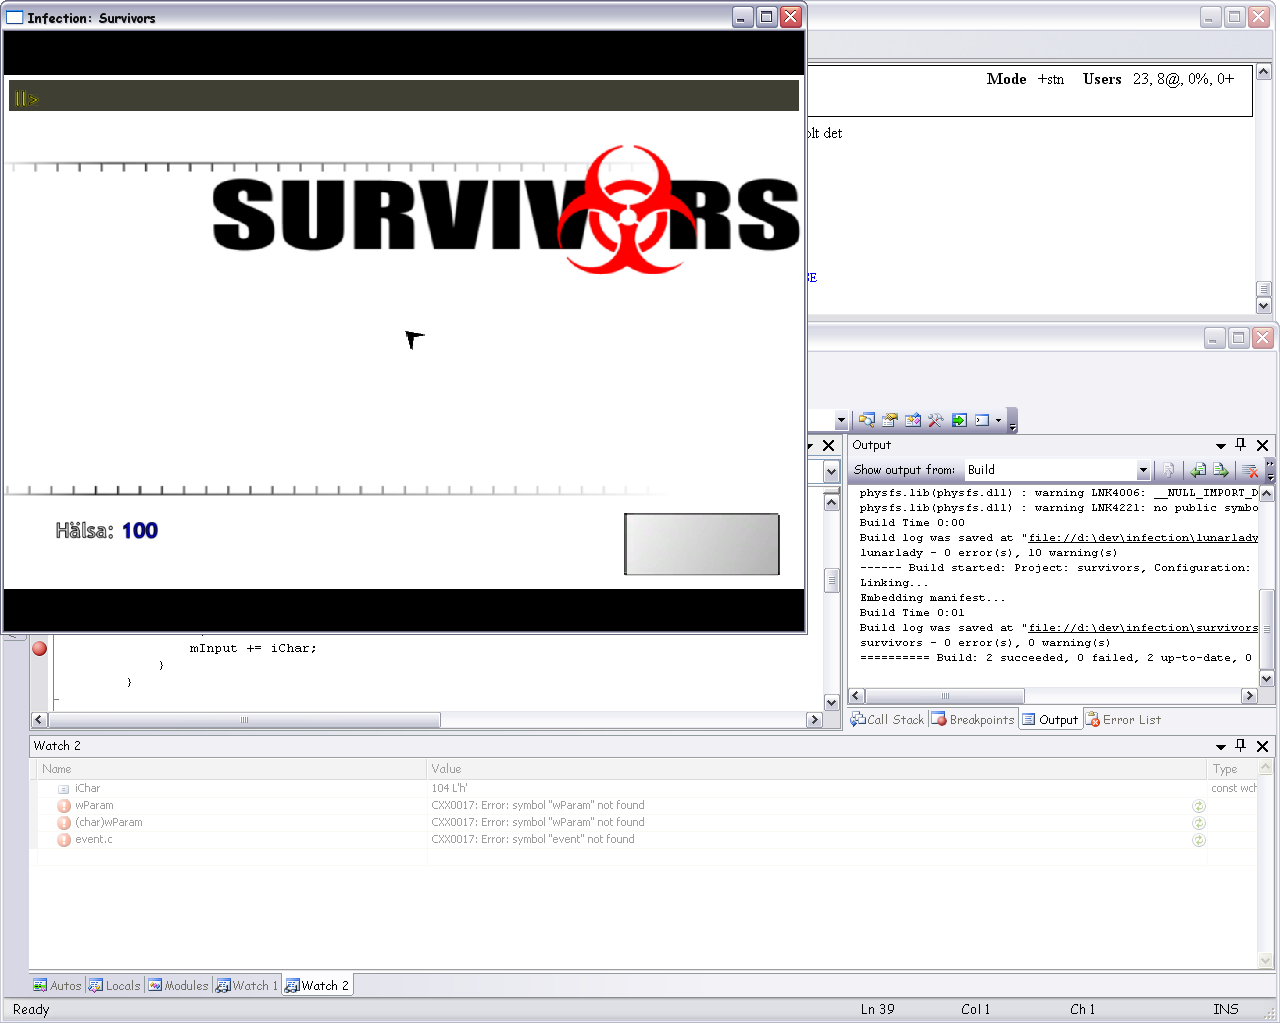 Infection: Survivors
||>
SURVIVORS
Hälsa: 100
Mode +stn Users 23, 8@, 0%, 0+
olt det
SE
Output
Show output from: Build
physfs.lib(physfs.dll) : warning LNK4006: __NULL_IMPORT_D
physfs.lib(physfs.dll) : warning LNK4221: no public symbo
Build Time 0:00
Build log was saved at "file://d:\dev\infection\lunarlady
lunarlady - 0 error(s), 10 warning(s)
------ Build started: Project: survivors, Configuration:
Linking...
Embedding manifest...
Build Time 0:01
Build log was saved at "file://d:\dev\infection\survivors
survivors - 0 error(s), 0 warning(s)
========== Build: 2 succeeded, 0 failed, 2 up-to-date, 0
Call Stack Breakpoints Output Error List
mInput += iChar;
}
}
Watch 2
Name Value Type
iChar 104 L'h' const wch
wParam CXX0017: Error: symbol "wParam" not found
(char)wParam CXX0017: Error: symbol "wParam" not found
event.c CXX0017: Error: symbol "event" not found
Autos Locals Modules Watch 1 Watch 2
Ready Ln 39 Col 1 Ch 1 INS